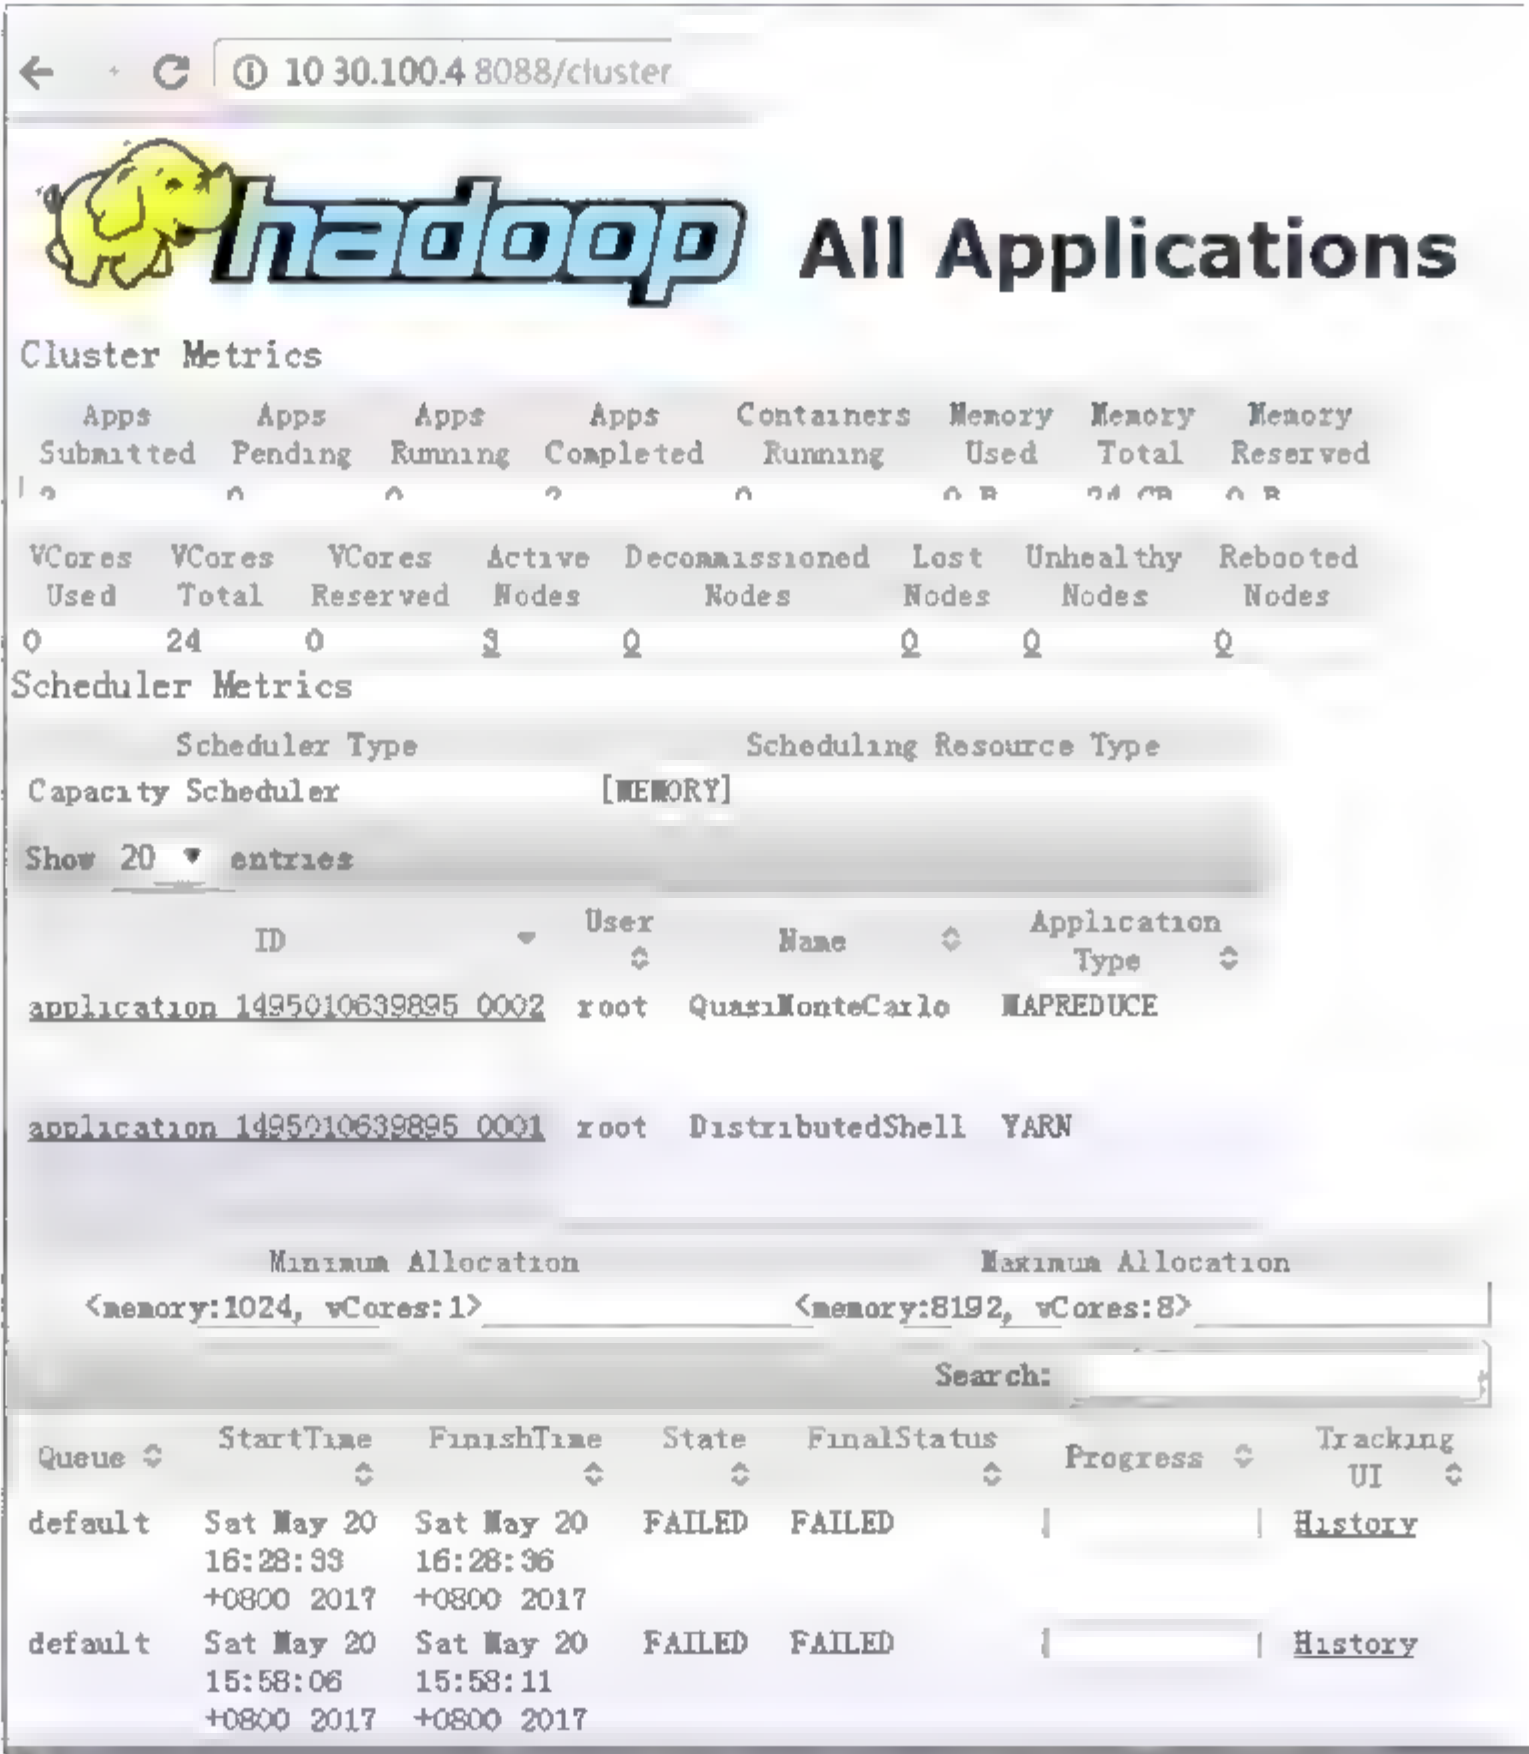 10 30.100.4 8088/cluster
hadoop All Applications
Cluster Metrics
Apps Apps Apps Apps Containers Memory Memory Memory
Submitted Pending Running Completed Running Used Total Reserved
VCores VCores VCores Active Decommissioned Lost Unhealthy Rebooted
Used Total Reserved Nodes Nodes Nodes Nodes Nodes
0 24 0 3 0 0 0 0
Scheduler Metrics
Scheduler Type Scheduling Resource Type
Capacity Scheduler [MEMORY]
Show 20 entries
User Application
ID Name Type
application 1495010639895 0002 root QuasiMonteCarlo MAPREDUCE
application 1495010639895 0001 root DistributedShell YARN
Minimum Allocation Maximum Allocation
<memory:1024, vCores:1> <memory:8192, vCores:8>
Search:
StartTime FinishTime State FinalStatus Tracking
Queue Progress UI
default Sat May 20 Sat May 20 FAILED FAILED History
16:28:33 16:28:36
+0800 2017 +0800 2017
default Sat May 20 Sat May 20 FAILED FAILED History
15:58:06 15:58:11
+0800 2017 +0800 2017